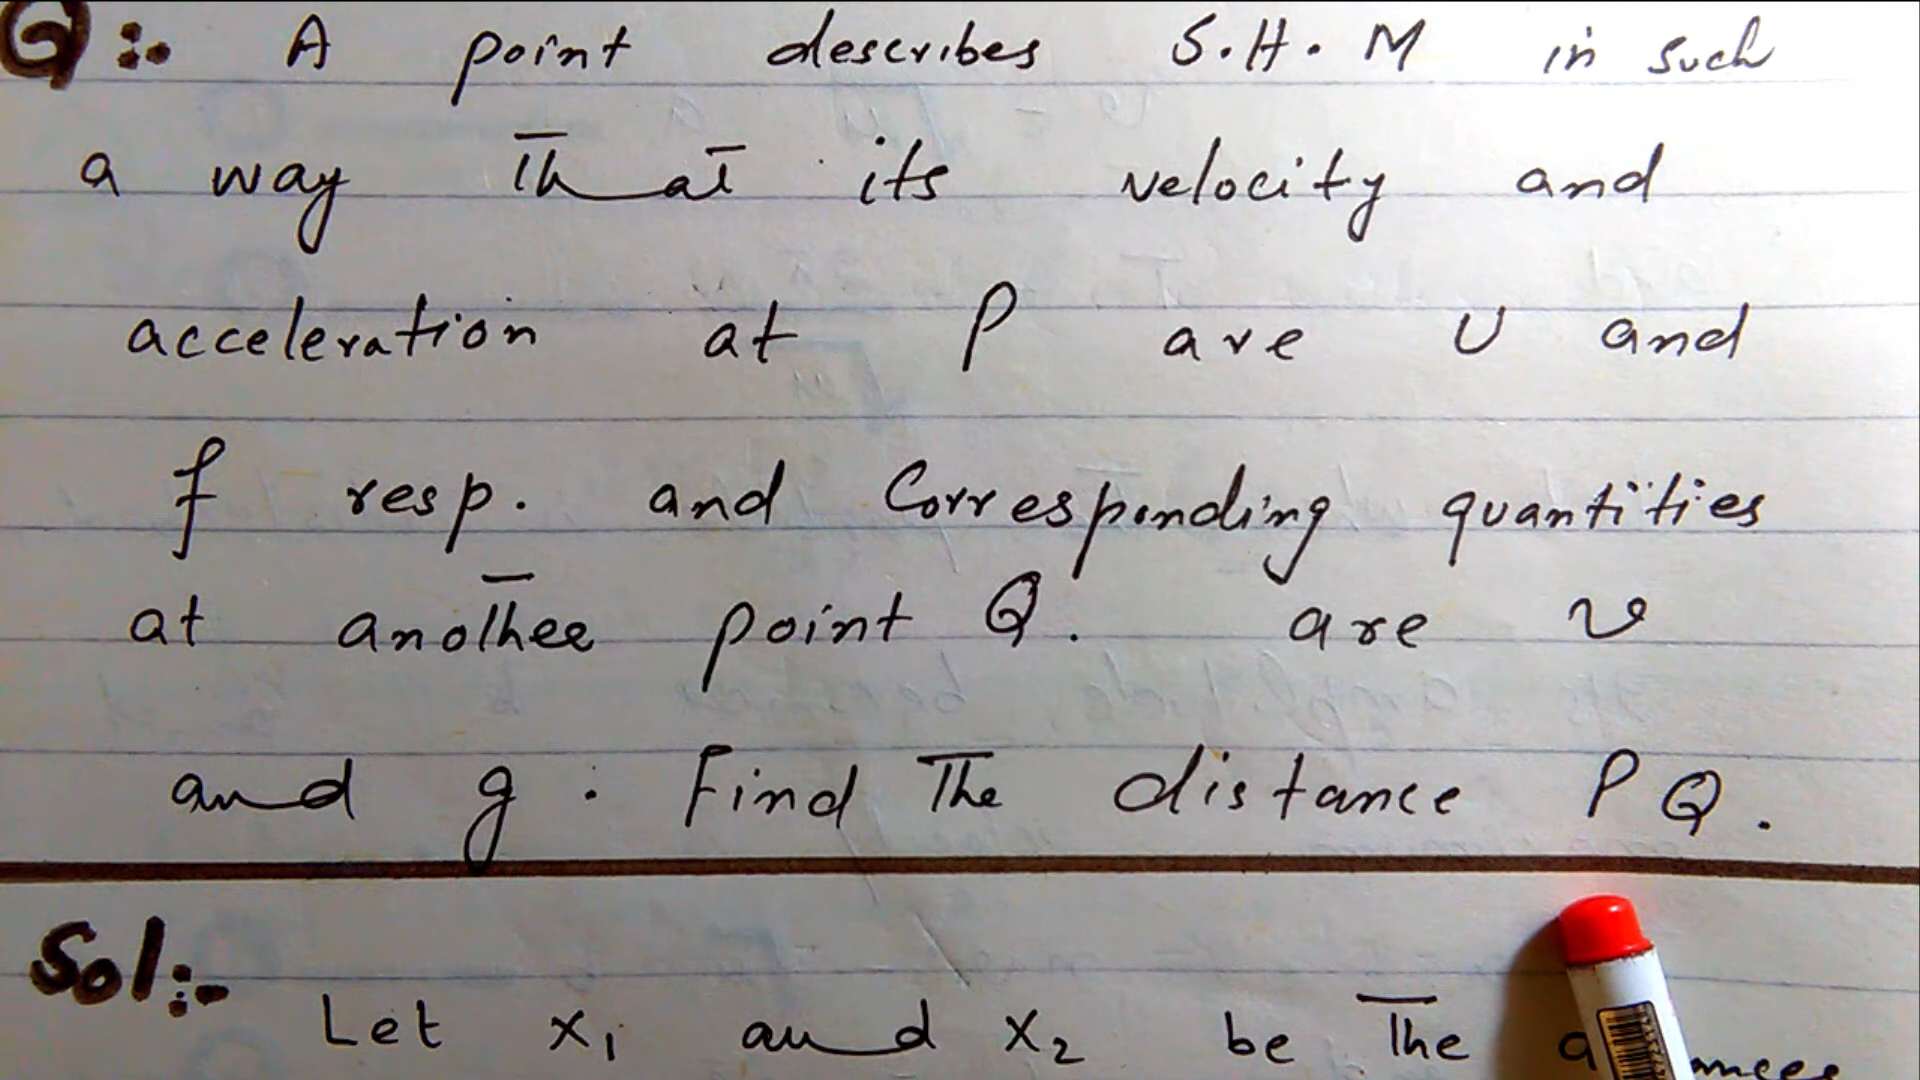 Q:- A point describes S.H.M in such
a way that its velocity and
acceleration at P are U and
f resp. and Corresponding quantities
at another point Q. are v
and g. Find The distance PQ.
Sol:-
Let x₁ and x₂ be The